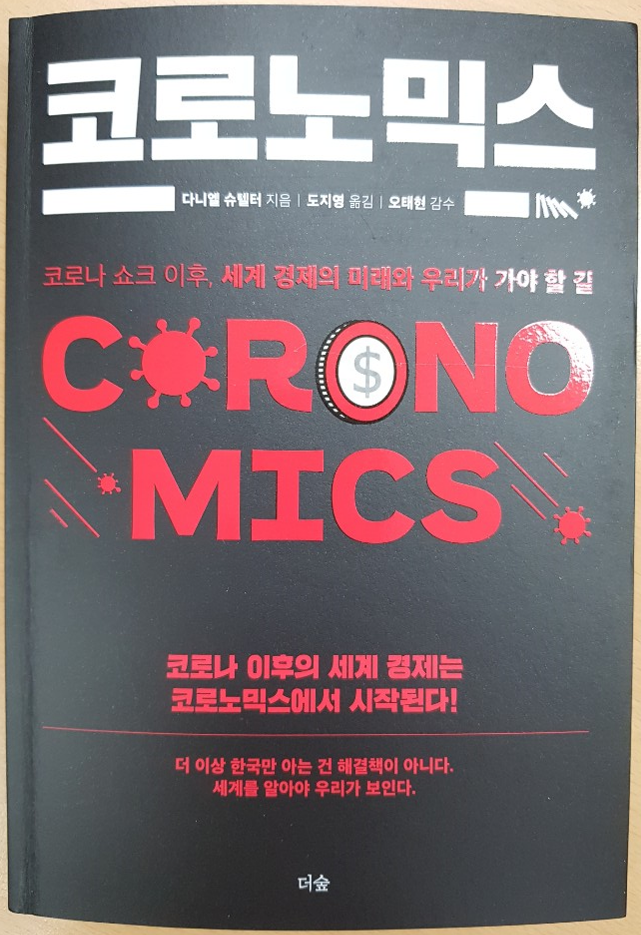 코로노믹스
다니엘 슈텔터 지음 | 도지영 옮김 | 오태현 감수
코로나 쇼크 이후, 세계 경제의 미래와 우리가 가야 할 길
CORONO
MICS
코로나 이후의 세계 경제는
코로노믹스에서 시작된다!
더 이상 한국만 아는 건 해결책이 아니다.
세계를 알아야 우리가 보인다.
더숲